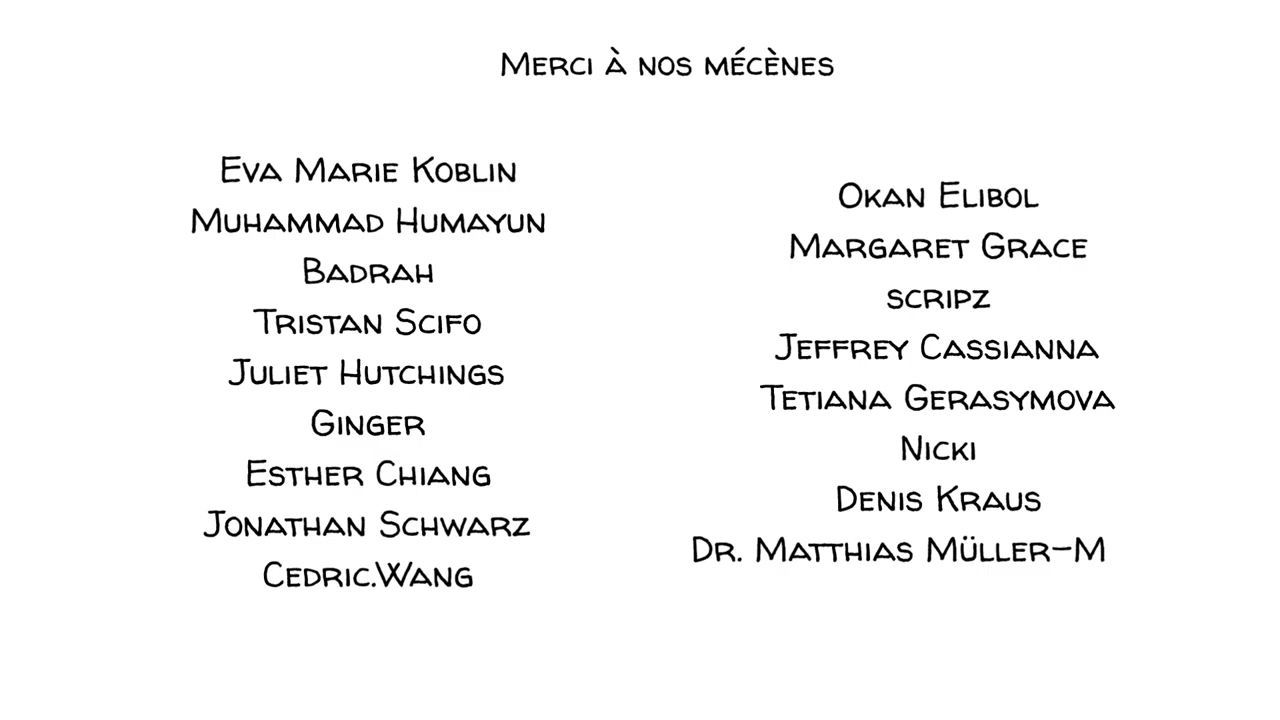 Merci à nos mécènes
Eva Marie Koblin
Muhammad Humayun
Badrah
Tristan Scifo
Juliet Hutchings
Ginger
Esther Chiang
Jonathan Schwarz
Cedric.Wang
Okan Elibol
Margaret Grace
scripz
Jeffrey Cassianna
Tetiana Gerasymova
Nicki
Denis Kraus
Dr. Matthias Müller-M